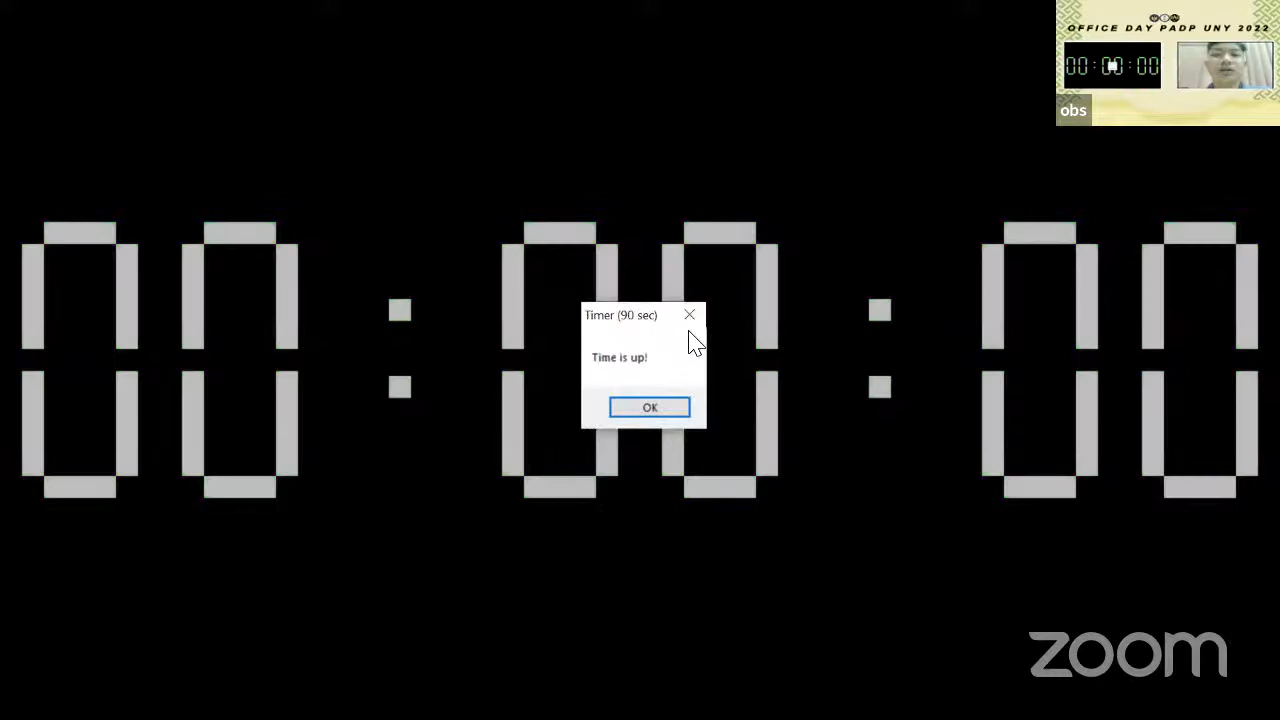 OFFICE DAY PADP UNY 2022
00:00:00
obs
00:00:00
Timer (90 sec)
Time is up!
OK
zoom